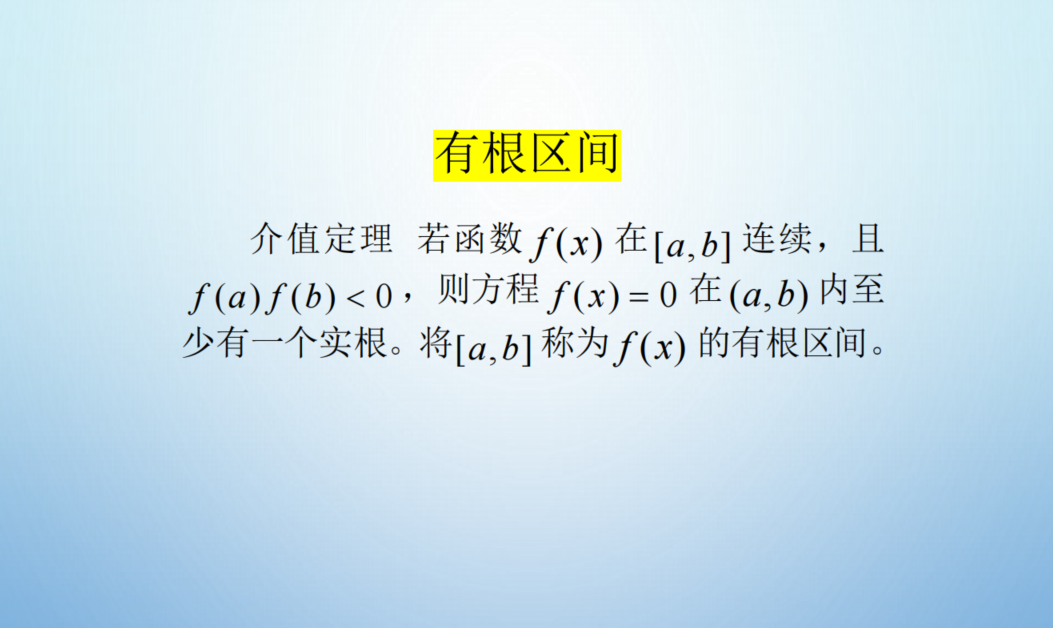 有根区间
介值定理 若函数 f(x) 在[a,b] 连续，且
f(a)f(b)<0，则方程 f(x)=0 在(a,b) 内至
少有一个实根。将[a,b] 称为 f(x) 的有根区间。